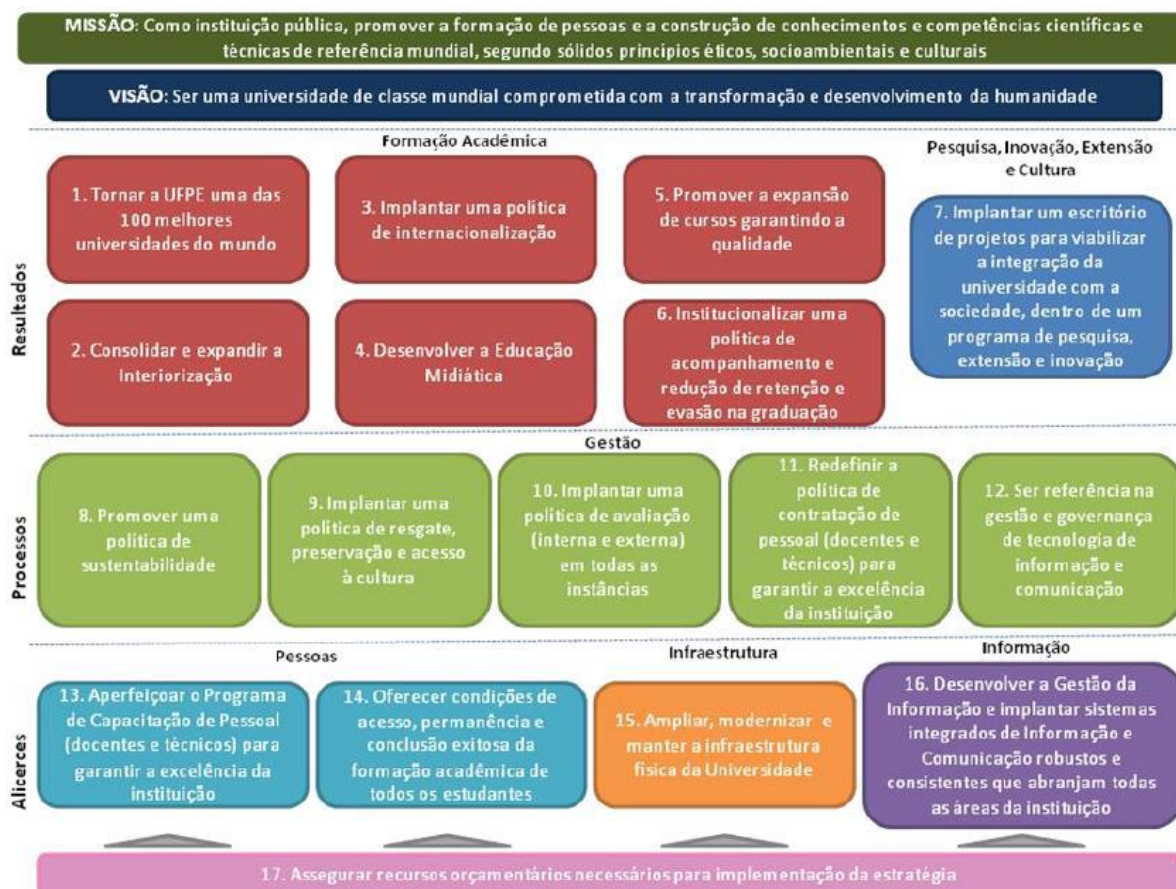 MISSÃO: Como instituição pública, promover a formação de pessoas e a construção de conhecimentos e competências científicas e
técnicas de referência mundial, segundo sólidos princípios éticos, socioambientais e culturais
VISÃO: Ser uma universidade de classe mundial comprometida com a transformação e desenvolvimento da humanidade
Resultados
Formação Acadêmica
1. Tornar a UFPE uma das
100 melhores
universidades do mundo
3. Implantar uma política
de internacionalização
5. Promover a expansão
de cursos garantindo a
qualidade
2. Consolidar e expandir a
Interiorização
4. Desenvolver a Educação
Midiática
6. Institucionalizar uma
política de
acompanhamento e
redução de retenção e
evasão na graduação
Pesquisa, Inovação, Extensão
e Cultura
7. Implantar um escritório
de projetos para viabilizar
a integração da
universidade com a
sociedade, dentro de um
programa de pesquisa,
extensão e inovação
Processos
Gestão
8. Promover uma
política de
sustentabilidade
9. Implantar uma
política de resgate,
preservação e acesso
à cultura
10. Implantar uma
política de avaliação
(interna e externa)
em todas as
instâncias
11. Redefinir a
política de
contratação de
pessoal (docentes e
técnicos) para
garantir a excelência
da instituição
12. Ser referência na
gestão e governança
de tecnologia de
informação e
comunicação
Alicerces
Pessoas
13. Aperfeiçoar o Programa
de Capacitação de Pessoal
(docentes e técnicos) para
garantir a excelência da
instituição
14. Oferecer condições de
acesso, permanência e
conclusão exitosa da
formação acadêmica de
todos os estudantes
Infraestrutura
15. Ampliar, modernizar e
manter a infraestrutura
física da Universidade
Informação
16. Desenvolver a Gestão da
Informação e implantar sistemas
integrados de Informação e
Comunicação robustos e
consistentes que abranjam todas
as áreas da instituição
17. Assegurar recursos orçamentários necessários para implementação da estratégia